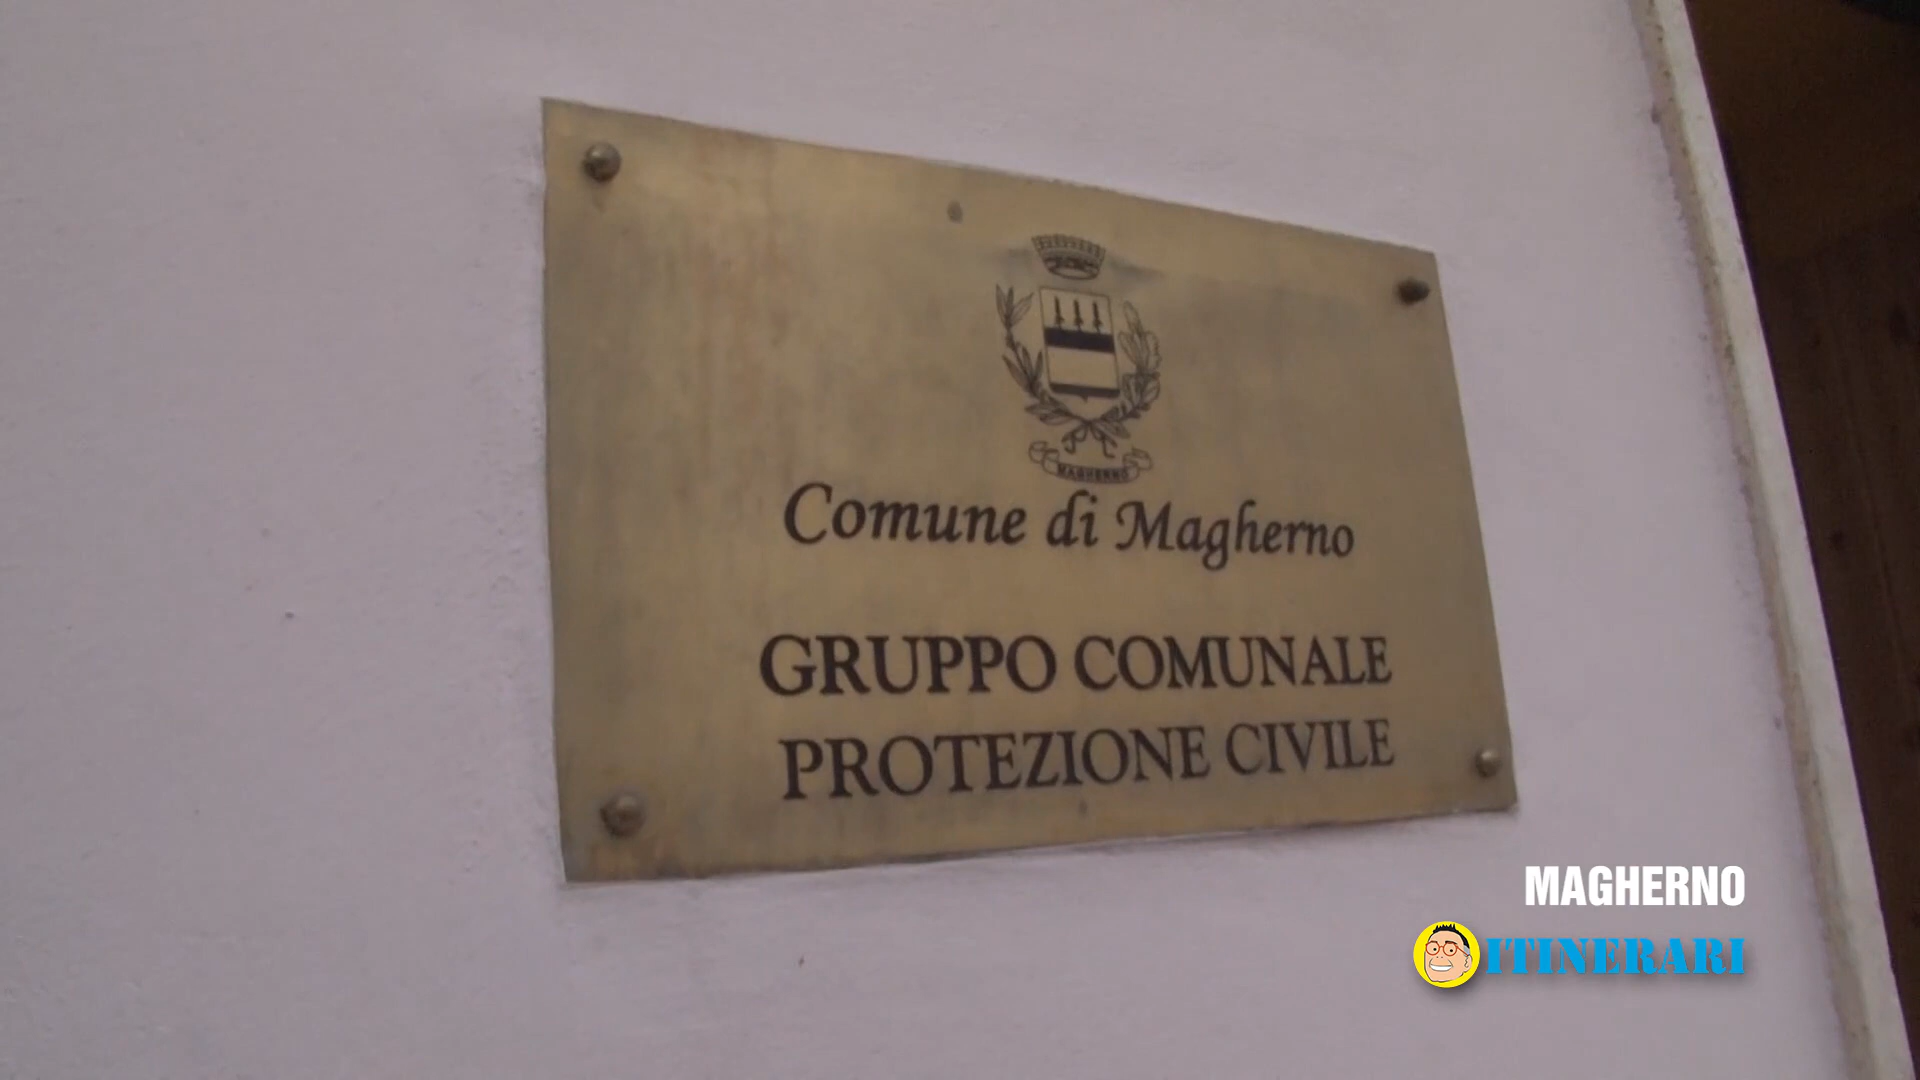 MAGHERNO
Comune di Magherno
GRUPPO COMUNALE
PROTEZIONE CIVILE
MAGHERNO
ITINERARI